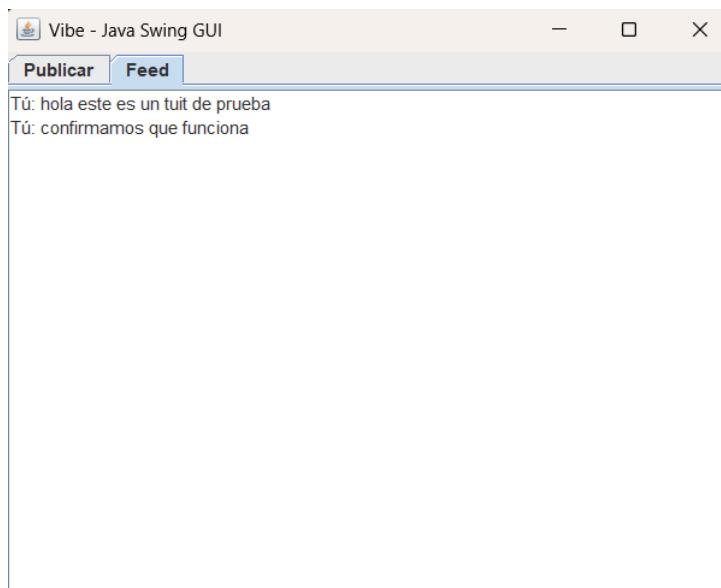 Vibe - Java Swing GUI
Publicar Feed
Tú: hola este es un tuit de prueba
Tú: confirmamos que funciona